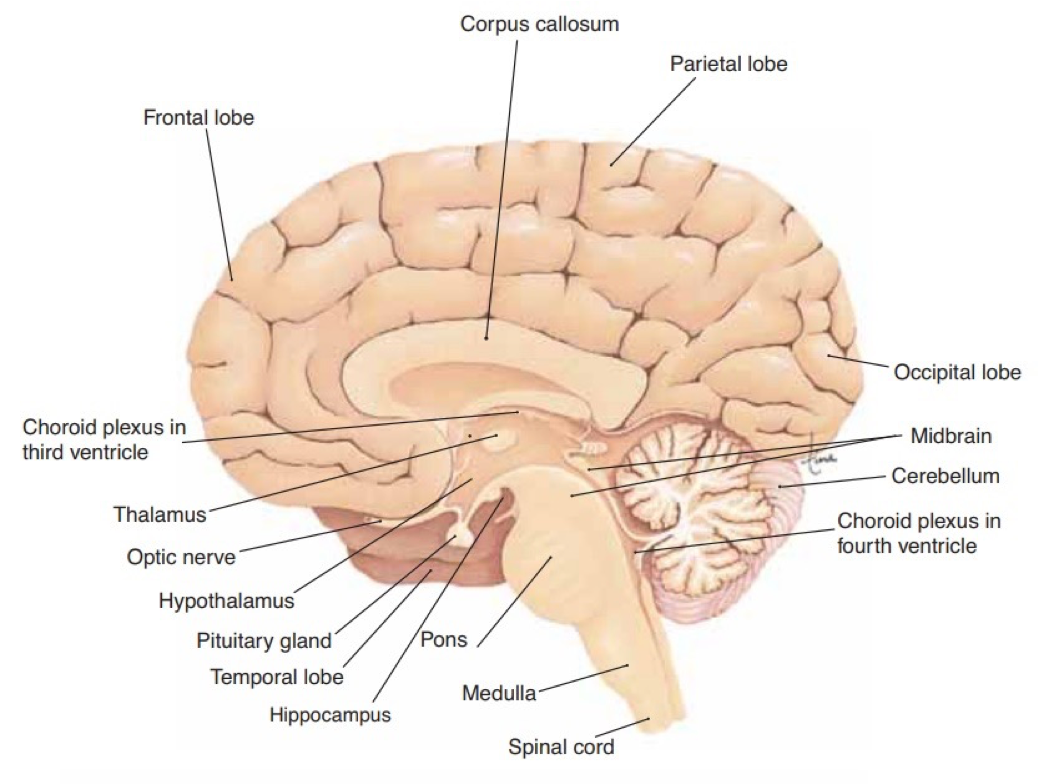 Corpus callosum
Parietal lobe
Frontal lobe
Occipital lobe
Choroid plexus in
third ventricle
Midbrain
Cerebellum
Thalamus
Choroid plexus in
fourth ventricle
Optic nerve
Hypothalamus
Pituitary gland
Pons
Temporal lobe
Medulla
Hippocampus
Spinal cord